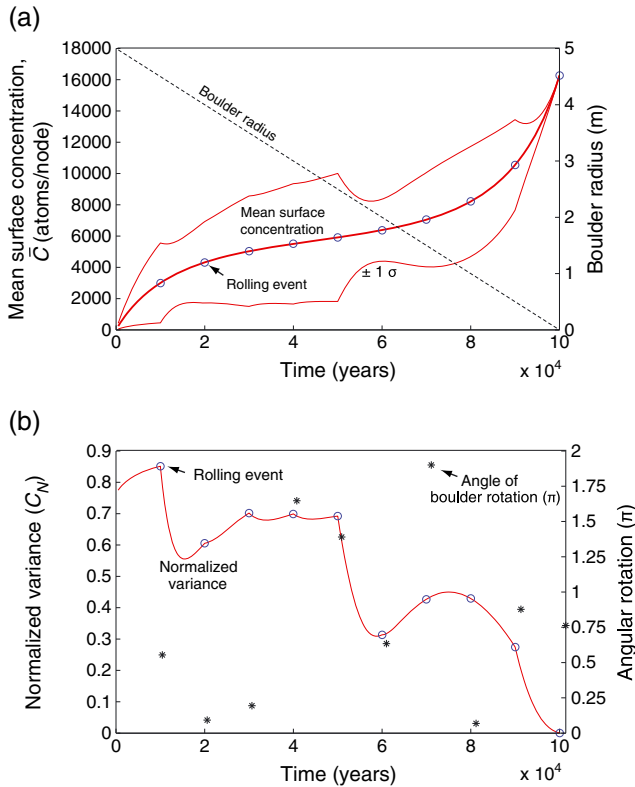 (a)
18000
16000
14000
12000
10000
8000
6000
4000
2000
0
Mean surface concentration,
C̄ (atoms/node)
5
4
3
2
1
0
Boulder radius (m)
Boulder radius
Mean surface
concentration
Rolling event
± 1 σ
0 2 4 6 8 10
Time (years)
x 10⁴
(b)
0.9
0.8
0.7
0.6
0.5
0.4
0.3
0.2
0.1
0
Normalized variance (C_N)
2
1.75
1.5
1.25
1
0.75
0.5
0.25
0
Angular rotation (π)
Rolling event
Angle of
boulder rotation (π)
Normalized
variance
0 2 4 6 8 10
Time (years)
x 10⁴